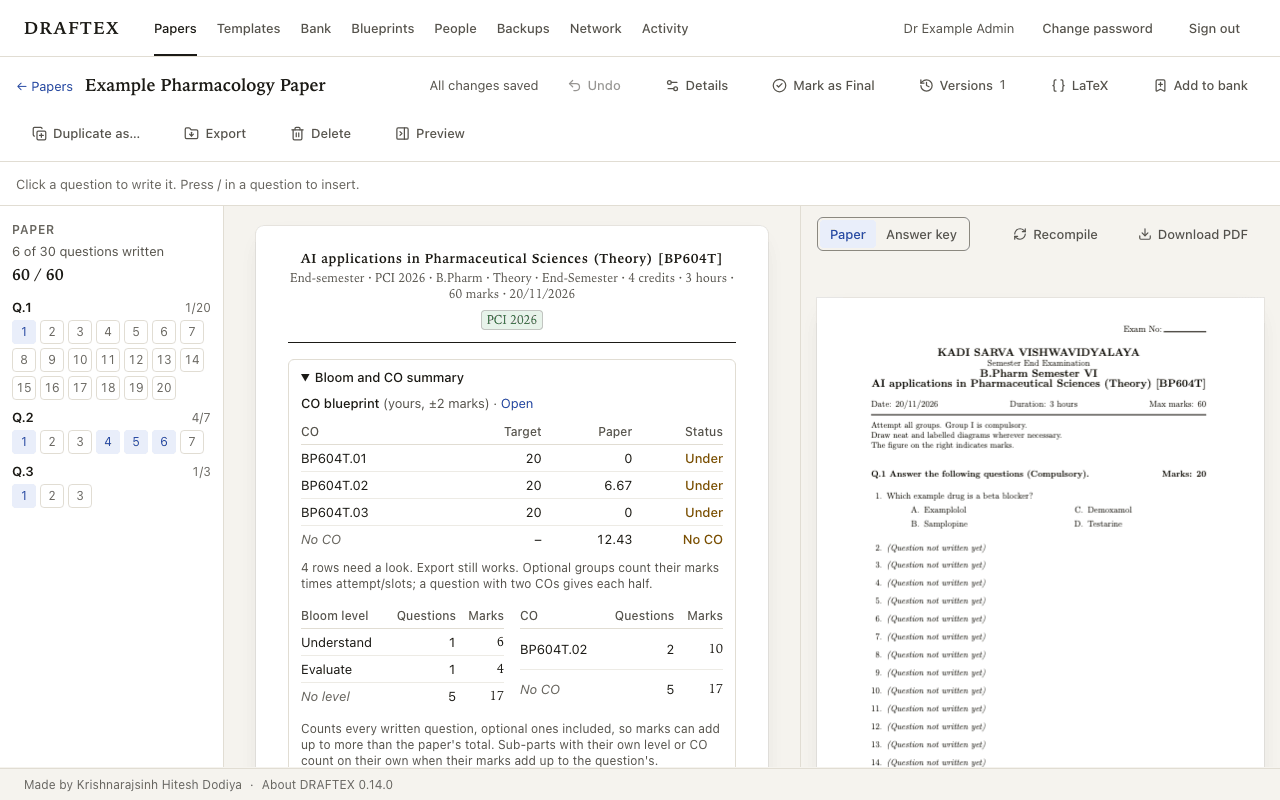 DRAFTEX Papers Templates Bank Blueprints People Backups Network Activity Dr Example Admin Change password Sign out
← Papers Example Pharmacology Paper All changes saved Undo Details Mark as Final Versions 1 {} LaTeX Add to bank
Duplicate as... Export Delete Preview
Click a question to write it. Press / in a question to insert.
PAPER
6 of 30 questions written
60 / 60
Q.1 1/20
1 2 3 4 5 6 7
8 9 10 11 12 13 14
15 16 17 18 19 20
Q.2 4/7
1 2 3 4 5 6 7
Q.3 1/3
1 2 3
AI applications in Pharmaceutical Sciences (Theory) [BP604T]
End-semester · PCI 2026 · B.Pharm · Theory · End-Semester · 4 credits · 3 hours ·
60 marks · 20/11/2026
PCI 2026
▼ Bloom and CO summary
CO blueprint (yours, ±2 marks) · Open
CO Target Paper Status
BP604T.01 20 0 Under
BP604T.02 20 6.67 Under
BP604T.03 20 0 Under
No CO – 12.43 No CO
4 rows need a look. Export still works. Optional groups count their marks
times attempt/slots; a question with two COs gives each half.
Bloom level Questions Marks
Understand 1 6
Evaluate 1 4
No level 5 17
CO Questions Marks
BP604T.02 2 10
No CO 5 17
Counts every written question, optional ones included, so marks can add
up to more than the paper's total. Sub-parts with their own level or CO
count on their own when their marks add up to the question's.
Paper Answer key Recompile Download PDF
Exam No:
KADI SARVA VISHWAVIDYALAYA
Semester End Examination
B.Pharm Semester VI
AI applications in Pharmaceutical Sciences (Theory) [BP604T]
Date: 20/11/2026 Duration: 3 hours Max marks: 60
Attempt all groups. Group I is compulsory.
Draw neat and labelled diagrams wherever necessary.
The figure on the right indicates marks.
Q.1 Answer the following questions (Compulsory). Marks: 20
1. Which example drug is a beta blocker?
A. Examplolol C. Demoxamol
B. Samplopine D. Testarine
2. (Question not written yet)
3. (Question not written yet)
4. (Question not written yet)
5. (Question not written yet)
6. (Question not written yet)
7. (Question not written yet)
8. (Question not written yet)
9. (Question not written yet)
10. (Question not written yet)
11. (Question not written yet)
12. (Question not written yet)
13. (Question not written yet)
14. (Question not written yet)
Made by Krishnarajsinh Hitesh Dodiya · About DRAFTEX 0.14.0